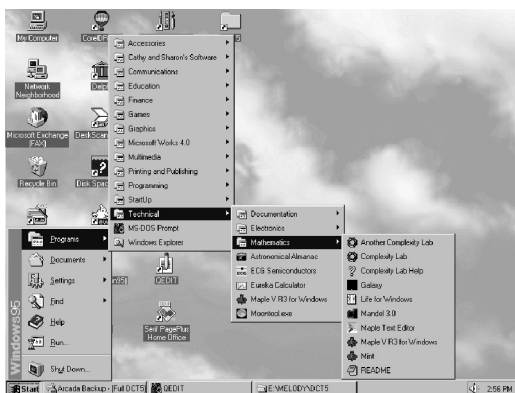 My Computer
CorelDR
Network
Neighborhood
Delp
Microsoft Exchange
(FAX)
DeskScan
Recycle Bin
Disk Spac
Accessories
Cathy and Sharon's Software
Communications
Education
Finance
Games
Graphics
Microsoft Works 4.0
Multimedia
Printing and Publishing
Programming
StartUp
Technical
MS-DOS Prompt
Windows Explorer
Documentation
Electronics
Mathematics
Astronomical Almanac
ECG Semiconductors
Eureka Calculator
Maple V R3 for Windows
Moontool.exe
Another Complexity Lab
Complexity Lab
Complexity Lab Help
Galaxy
Life for Windows
Mandel 3.0
Maple Text Editor
Maple V R3 for Windows
Mint
README
Programs
Documents
Settings
Find
Help
Run...
Shut Down...
Windows95
QEDIT
Serif PagePlus
Home Office
Start
Arcada Backup - [Full DCT5]
QEDIT
E:\MELODY\DCT5
2:56 PM